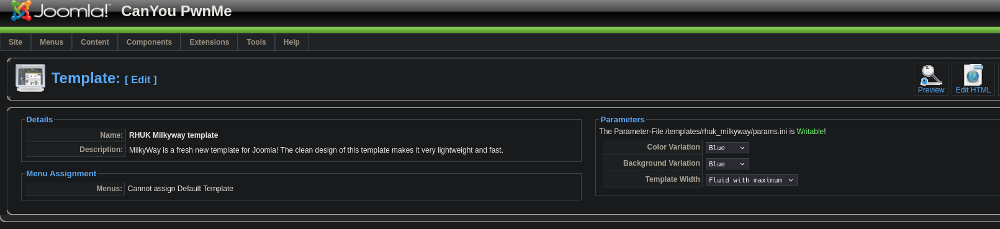 Joomla! CanYou PwnMe
Site Menus Content Components Extensions Tools Help
Template: [ Edit ]
Preview Edit HTML
Details
Name: RHUK Milkyway template
Description: MilkyWay is a fresh new template for Joomla! The clean design of this template makes it very lightweight and fast.
Menu Assignment
Menus: Cannot assign Default Template
Parameters
The Parameter-File /templates/rhuk_milkyway/params.ini is Writable!
Color Variation Blue
Background Variation Blue
Template Width Fluid with maximum